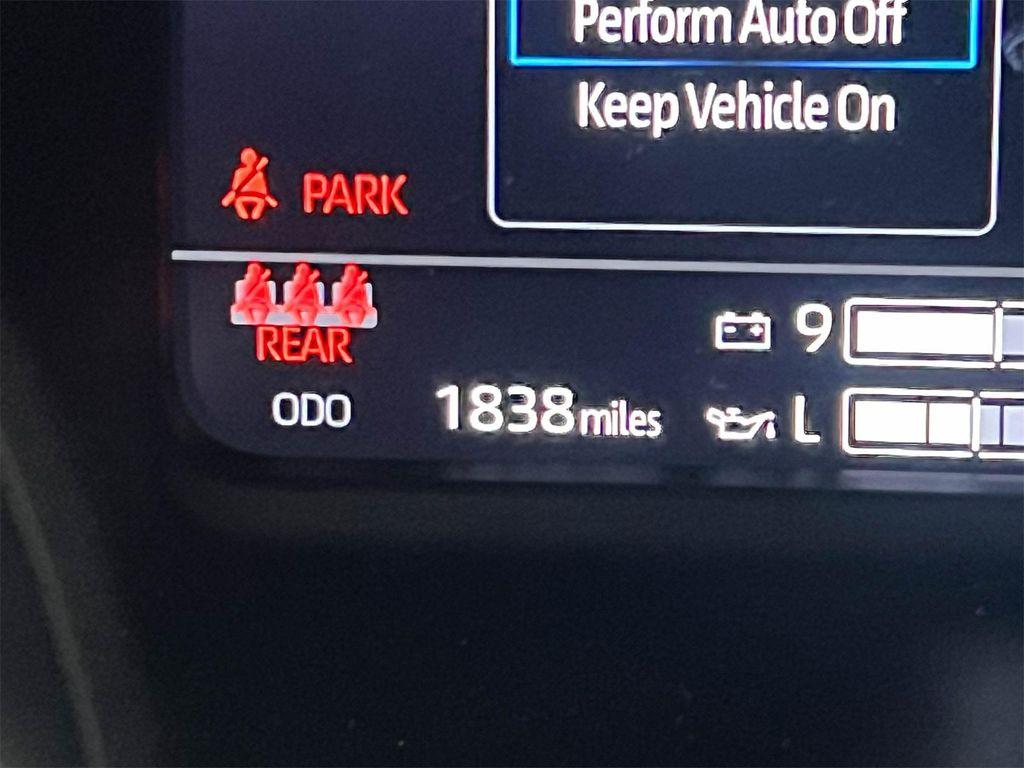 Perform Auto Off
Keep Vehicle On
PARK
REAR
9
ODO 1838 miles
L